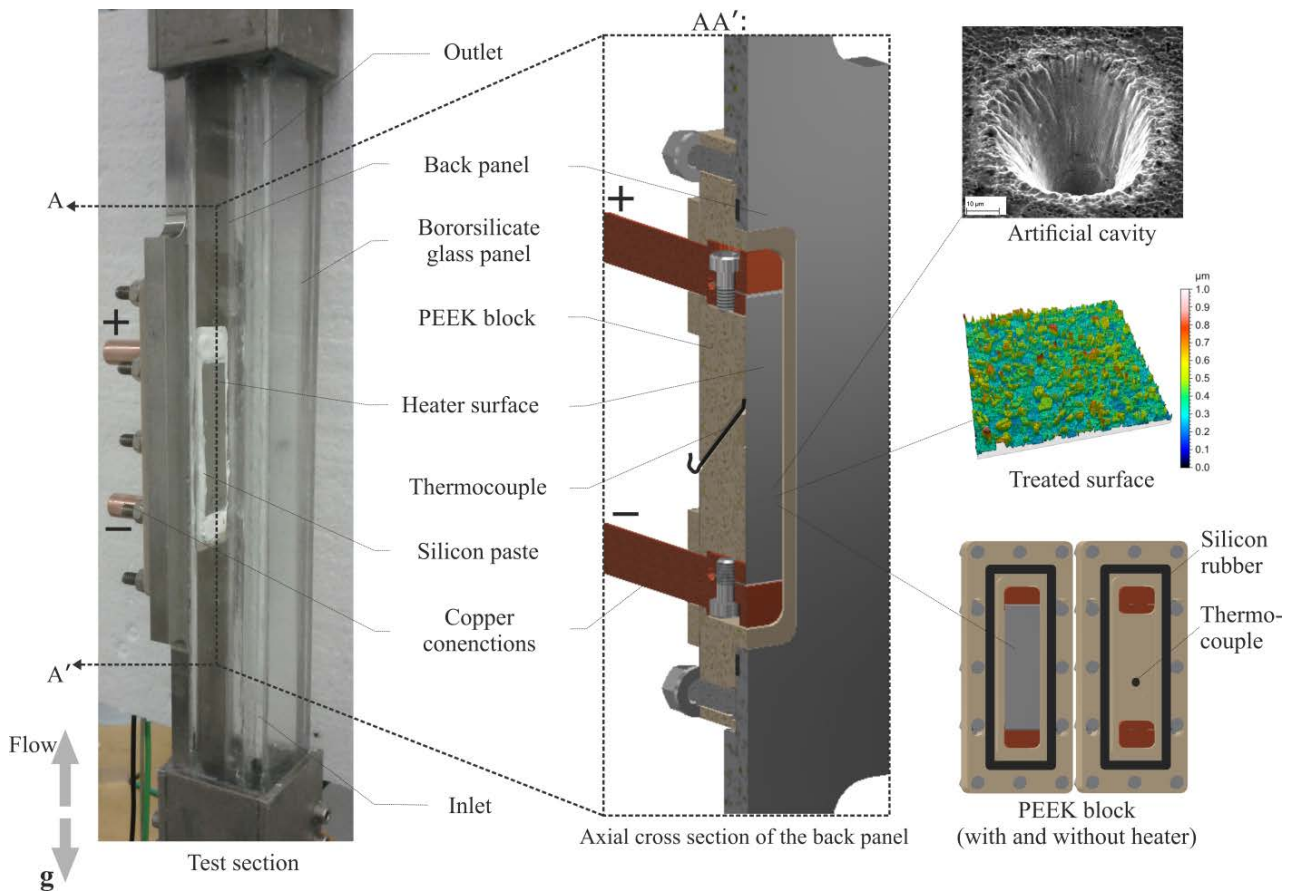 AA′:
Outlet
Back panel
Bororsilicate
glass panel
PEEK block
Heater surface
Thermocouple
Silicon paste
Copper
conenctions
Inlet
A
A′
+
−
Flow
g
Test section
+
−
Axial cross section of the back panel
10 µm
Artificial cavity
µm
1.0
0.9
0.8
0.7
0.6
0.5
0.4
0.3
0.2
0.1
0.0
Treated surface
Silicon
rubber
Thermo-
couple
PEEK block
(with and without heater)